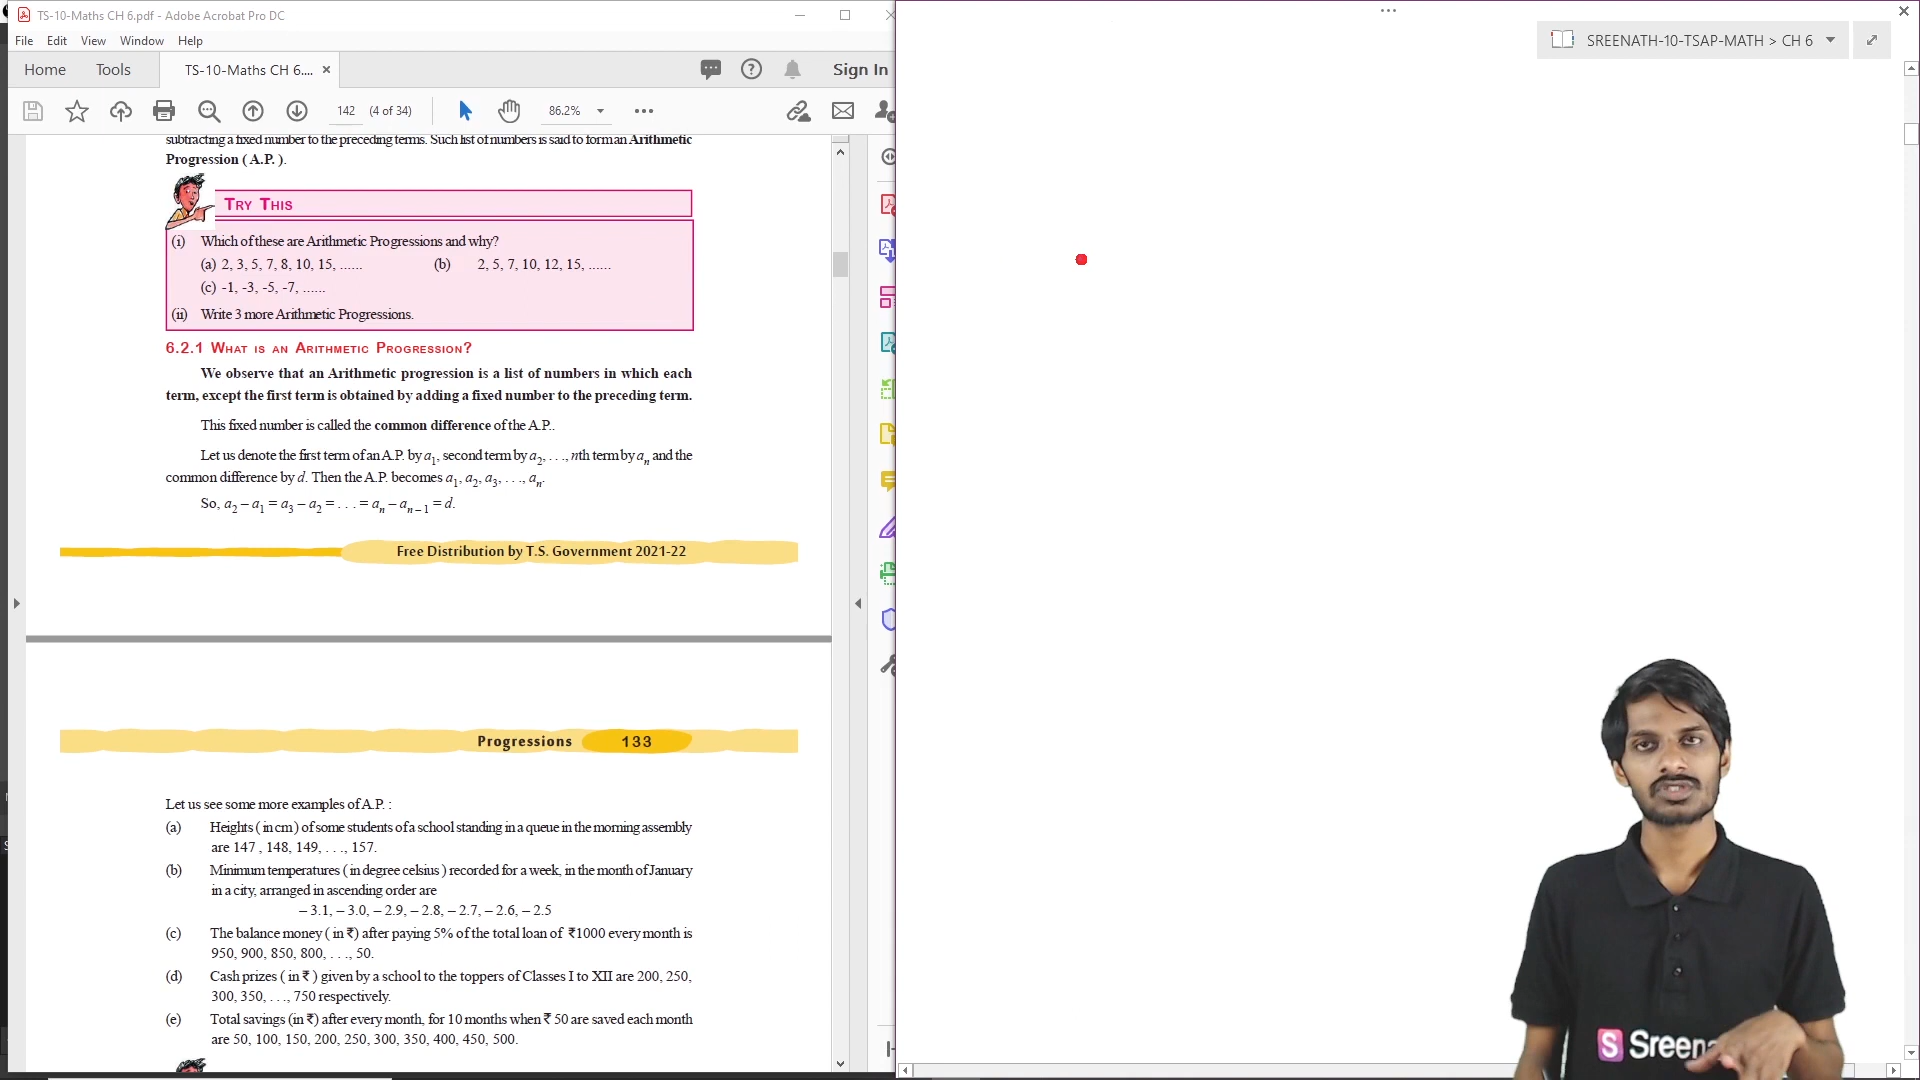 TS-10-Maths CH 6.pdf - Adobe Acrobat Pro DC
File Edit View Window Help
Home Tools TS-10-Maths CH 6.... × Sign In
142 (4 of 34) 86.2%
SREENATH-10-TSAP-MATH > CH 6
subtracting a fixed number to the preceding terms. Such list of numbers is said to form an Arithmetic
Progression ( A.P. ).
TRY THIS
(i) Which of these are Arithmetic Progressions and why?
(a) 2, 3, 5, 7, 8, 10, 15, ...... (b) 2, 5, 7, 10, 12, 15, ......
(c) -1, -3, -5, -7, ......
(ii) Write 3 more Arithmetic Progressions.
6.2.1 WHAT IS AN ARITHMETIC PROGRESSION?
We observe that an Arithmetic progression is a list of numbers in which each
term, except the first term is obtained by adding a fixed number to the preceding term.
This fixed number is called the common difference of the A.P..
Let us denote the first term of an A.P. by a1, second term by a2, . . ., nth term by an and the
common difference by d. Then the A.P. becomes a1, a2, a3, . . ., an.
So, a2 – a1 = a3 – a2 = . . . = an – an – 1 = d.
Free Distribution by T.S. Government 2021-22
Progressions 133
Let us see some more examples of A.P. :
(a) Heights ( in cm ) of some students of a school standing in a queue in the morning assembly
are 147 , 148, 149, . . ., 157.
(b) Minimum temperatures ( in degree celsius ) recorded for a week, in the month of January
in a city, arranged in ascending order are
– 3.1, – 3.0, – 2.9, – 2.8, – 2.7, – 2.6, – 2.5
(c) The balance money ( in ₹) after paying 5% of the total loan of ₹1000 every month is
950, 900, 850, 800, . . ., 50.
(d) Cash prizes ( in ₹ ) given by a school to the toppers of Classes I to XII are 200, 250,
300, 350, . . ., 750 respectively.
(e) Total savings (in ₹) after every month, for 10 months when ₹ 50 are saved each month
are 50, 100, 150, 200, 250, 300, 350, 400, 450, 500.
S Sreena